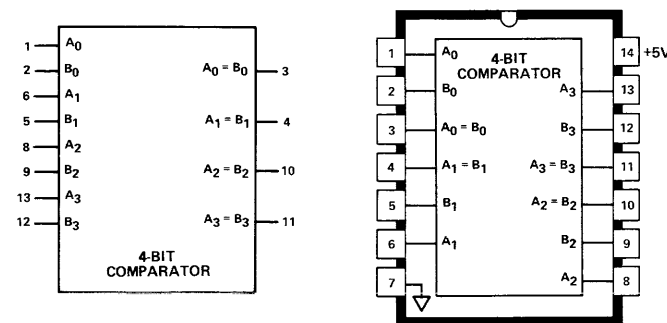 1 A0
2 B0 A0 = B0 3
6 A1
5 B1 A1 = B1 4
8 A2
9 B2 A2 = B2 10
13 A3
12 B3 A3 = B3 11
4-BIT
COMPARATOR
1 A0 4-BIT 14 +5V
COMPARATOR
2 B0 A3 13
3 A0 = B0 B3 12
4 A1 = B1 A3 = B3 11
5 B1 A2 = B2 10
6 A1 B2 9
7 A2 8